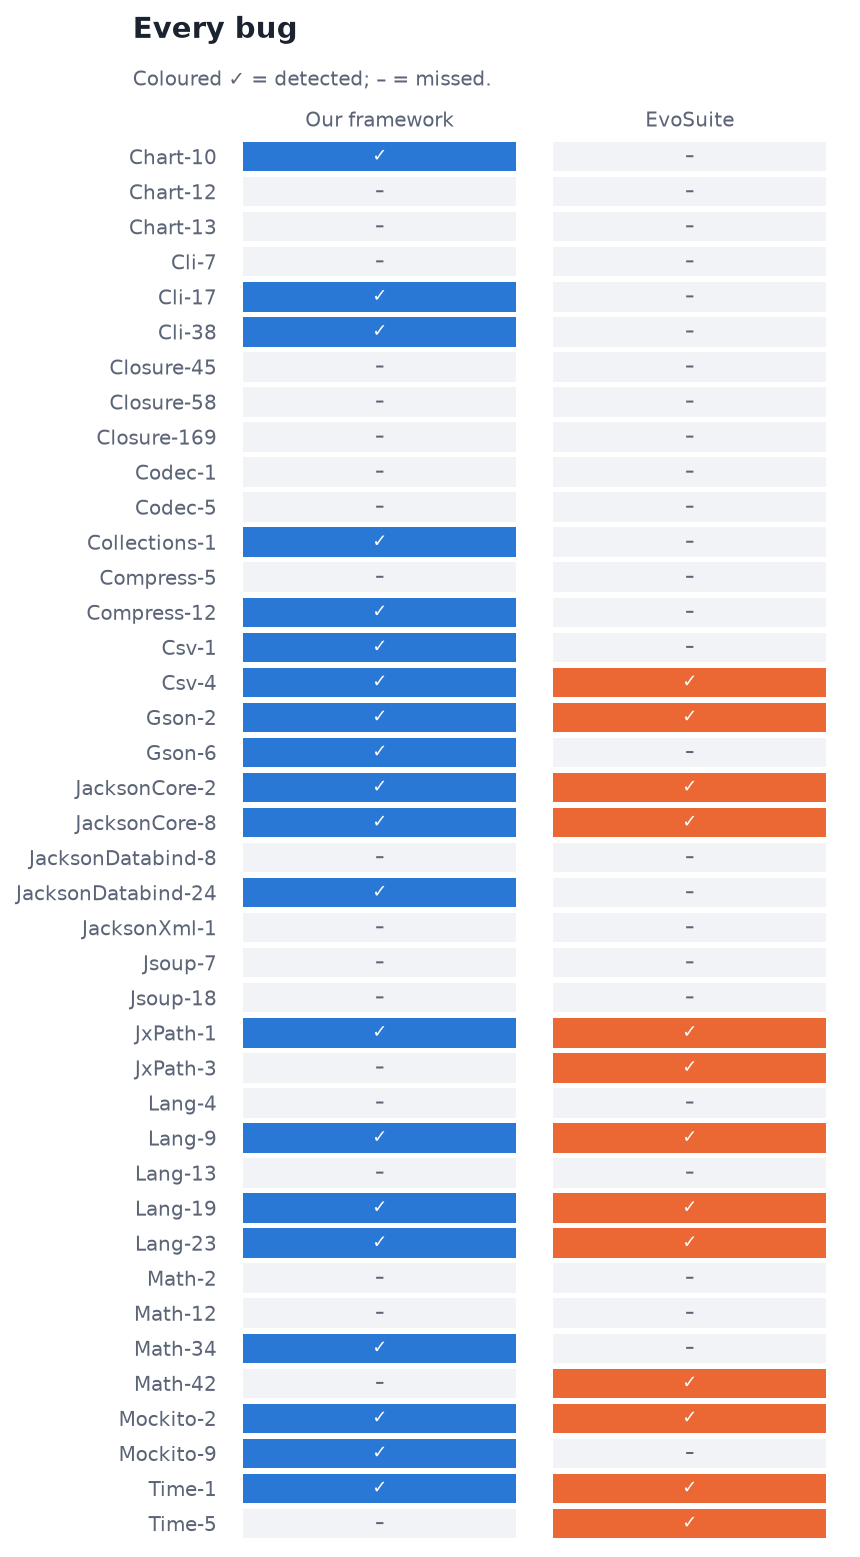 Every bug
Coloured ✓ = detected; – = missed.
Our framework EvoSuite
Chart-10 ✓ –
Chart-12 – –
Chart-13 – –
Cli-7 – –
Cli-17 ✓ –
Cli-38 ✓ –
Closure-45 – –
Closure-58 – –
Closure-169 – –
Codec-1 – –
Codec-5 – –
Collections-1 ✓ –
Compress-5 – –
Compress-12 ✓ –
Csv-1 ✓ –
Csv-4 ✓ ✓
Gson-2 ✓ ✓
Gson-6 ✓ –
JacksonCore-2 ✓ ✓
JacksonCore-8 ✓ ✓
JacksonDatabind-8 – –
JacksonDatabind-24 ✓ –
JacksonXml-1 – –
Jsoup-7 – –
Jsoup-18 – –
JxPath-1 ✓ ✓
JxPath-3 – ✓
Lang-4 – –
Lang-9 ✓ ✓
Lang-13 – –
Lang-19 ✓ ✓
Lang-23 ✓ ✓
Math-2 – –
Math-12 – –
Math-34 ✓ –
Math-42 – ✓
Mockito-2 ✓ ✓
Mockito-9 ✓ –
Time-1 ✓ ✓
Time-5 – ✓